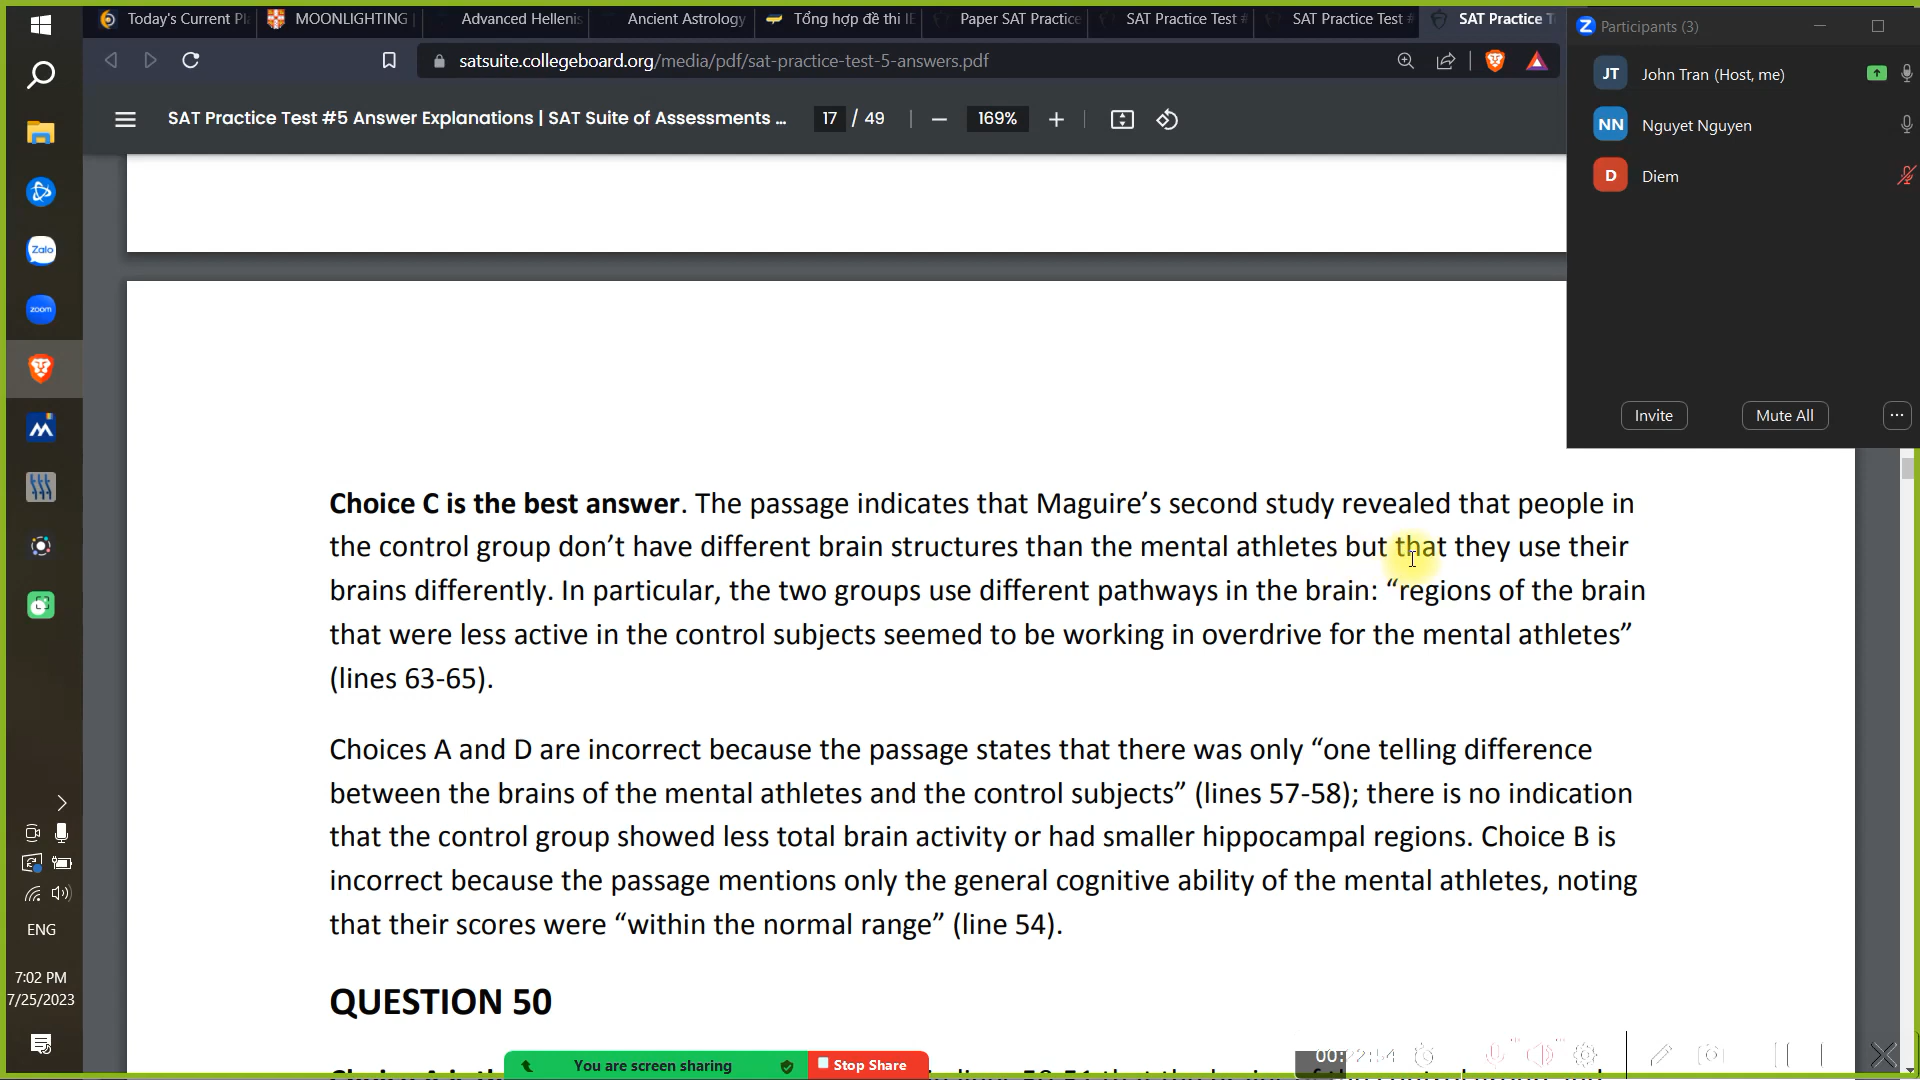 Today's Current Pl
MOONLIGHTING
Advanced Hellenis
Ancient Astrology
Tổng hợp đề thi IE
Paper SAT Practice
SAT Practice Test #
SAT Practice Test #
SAT Practice T
Participants (3)
satsuite.collegeboard.org/media/pdf/sat-practice-test-5-answers.pdf
JT John Tran (Host, me)
SAT Practice Test #5 Answer Explanations | SAT Suite of Assessments ...
17 / 49
169%
NN Nguyet Nguyen
D Diem
Zalo
zoom
Invite
Mute All
Choice C is the best answer. The passage indicates that Maguire’s second study revealed that people in
the control group don’t have different brain structures than the mental athletes but that they use their
brains differently. In particular, the two groups use different pathways in the brain: “regions of the brain
that were less active in the control subjects seemed to be working in overdrive for the mental athletes”
(lines 63-65).
Choices A and D are incorrect because the passage states that there was only “one telling difference
between the brains of the mental athletes and the control subjects” (lines 57-58); there is no indication
that the control group showed less total brain activity or had smaller hippocampal regions. Choice B is
incorrect because the passage mentions only the general cognitive ability of the mental athletes, noting
that their scores were “within the normal range” (line 54).
QUESTION 50
ENG
7:02 PM
7/25/2023
You are screen sharing
Stop Share
00:22:54